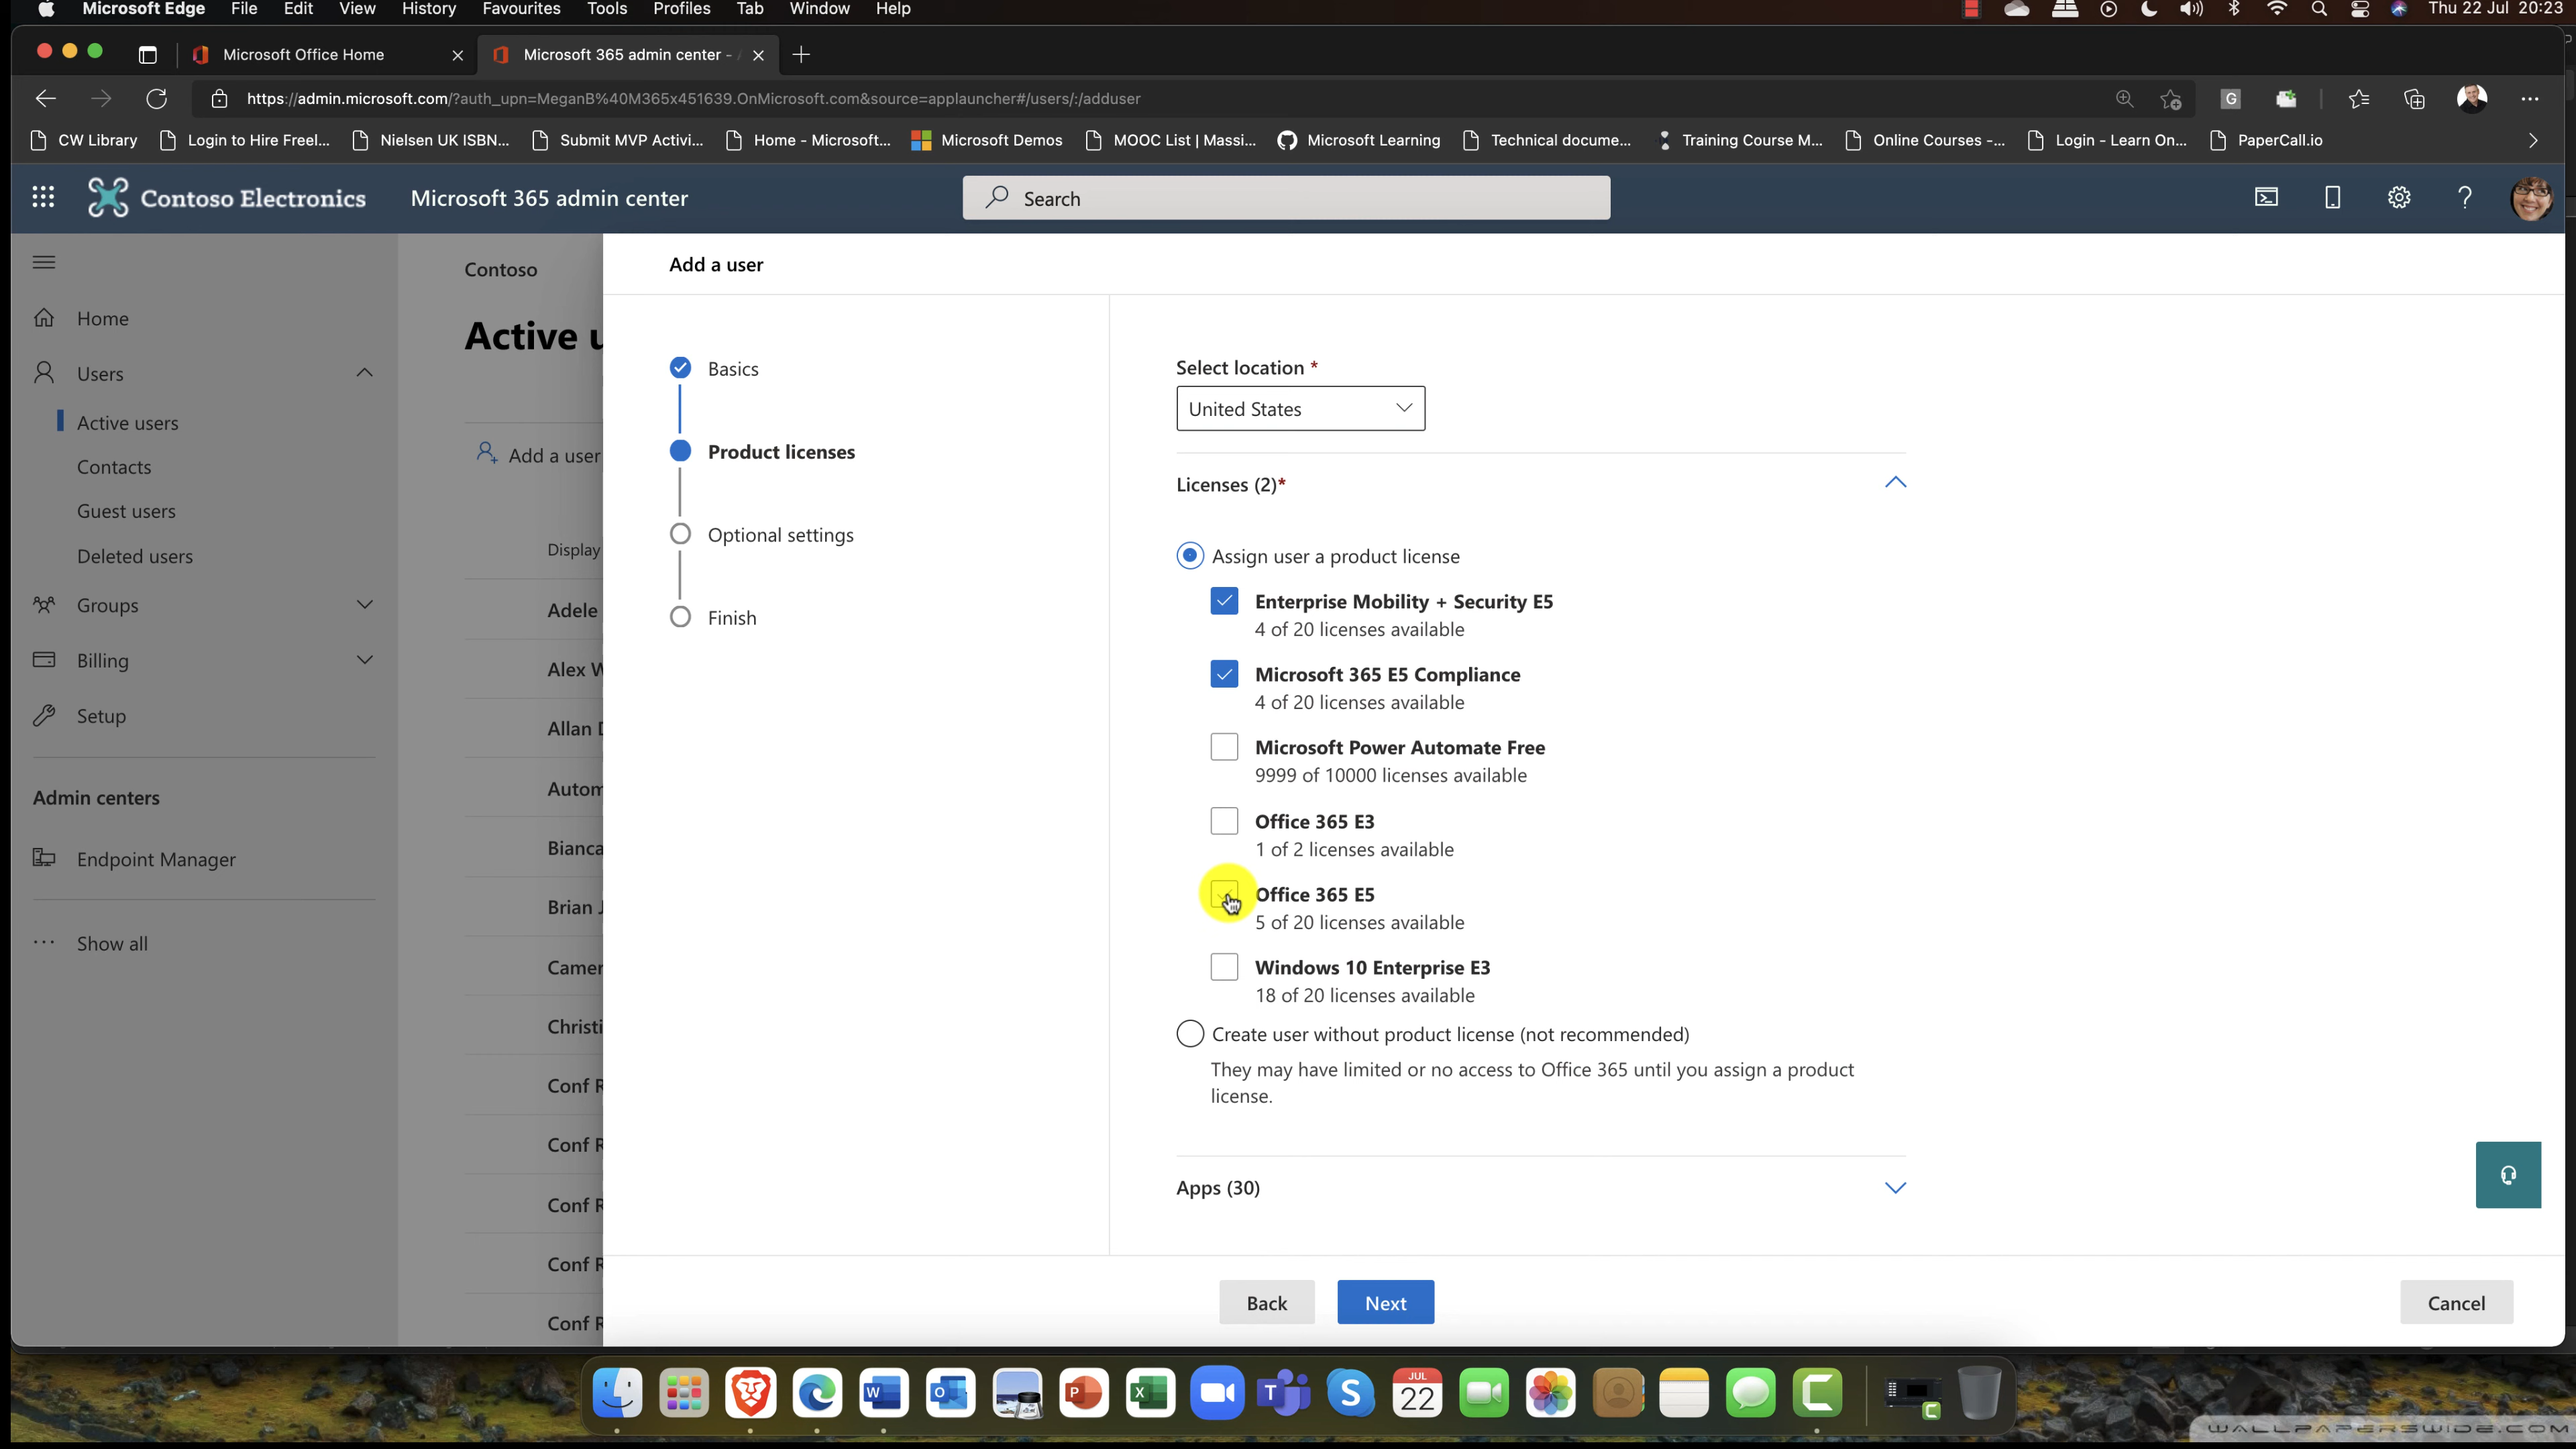 Microsoft Edge File Edit View History Favourites Tools Profiles Tab Window Help
Thu 22 Jul 20:23
Microsoft Office Home
Microsoft 365 admin center -
https://admin.microsoft.com/?auth_upn=MeganB%40M365x451639.OnMicrosoft.com&source=applauncher#/users/:/adduser
G
CW Library
Login to Hire Freel...
Nielsen UK ISBN...
Submit MVP Activi...
Home - Microsoft...
Microsoft Demos
MOOC List | Massi...
Microsoft Learning
Technical docume...
Training Course M...
Online Courses -...
Login - Learn On...
PaperCall.io
Contoso Electronics
Microsoft 365 admin center
Search
?
Home
Users
Active users
Contacts
Guest users
Deleted users
Groups
Billing
Setup
Admin centers
Endpoint Manager
Show all
Contoso
Active u
Add a user
Display
Adele
Alex W
Allan D
Autom
Bianca
Brian J
Camer
Christi
Conf R
Conf R
Conf R
Conf R
Conf R
Add a user
Basics
Product licenses
Optional settings
Finish
Select location *
United States
Licenses (2)*
Assign user a product license
Enterprise Mobility + Security E5
4 of 20 licenses available
Microsoft 365 E5 Compliance
4 of 20 licenses available
Microsoft Power Automate Free
9999 of 10000 licenses available
Office 365 E3
1 of 2 licenses available
Office 365 E5
5 of 20 licenses available
Windows 10 Enterprise E3
18 of 20 licenses available
Create user without product license (not recommended)
They may have limited or no access to Office 365 until you assign a product
license.
Apps (30)
Back
Next
Cancel
W
O
P
X
T
S
JUL
22
C
C
WALLPAPERSWIDE.COM